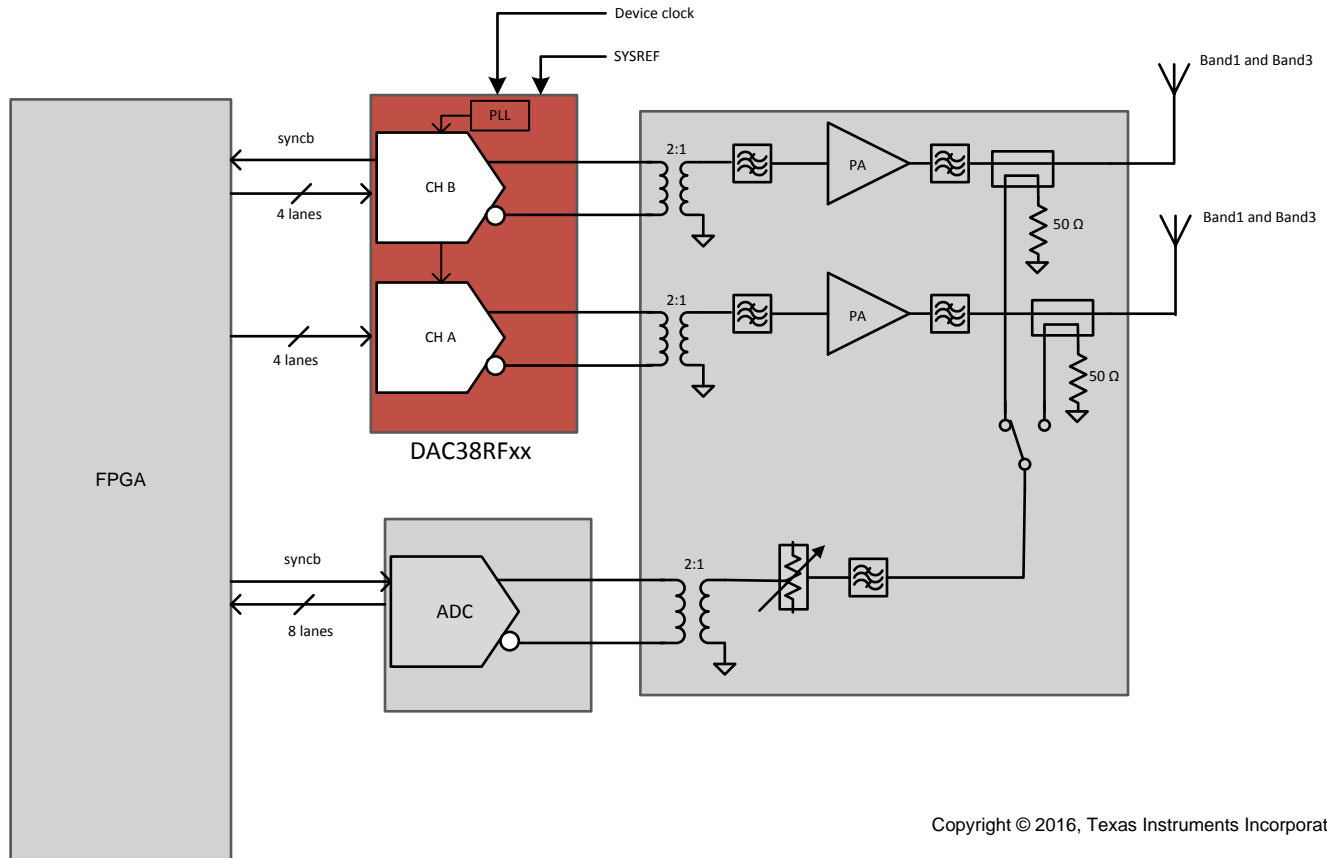 Device clock
SYSREF
Band1 and Band3
PLL
syncb
2:1
CH B
PA
4 lanes
50 Ω
Band1 and Band3
2:1
CH A
PA
4 lanes
50 Ω
DAC38RFxx
FPGA
syncb
2:1
ADC
8 lanes
Copyright © 2016, Texas Instruments Incorporat